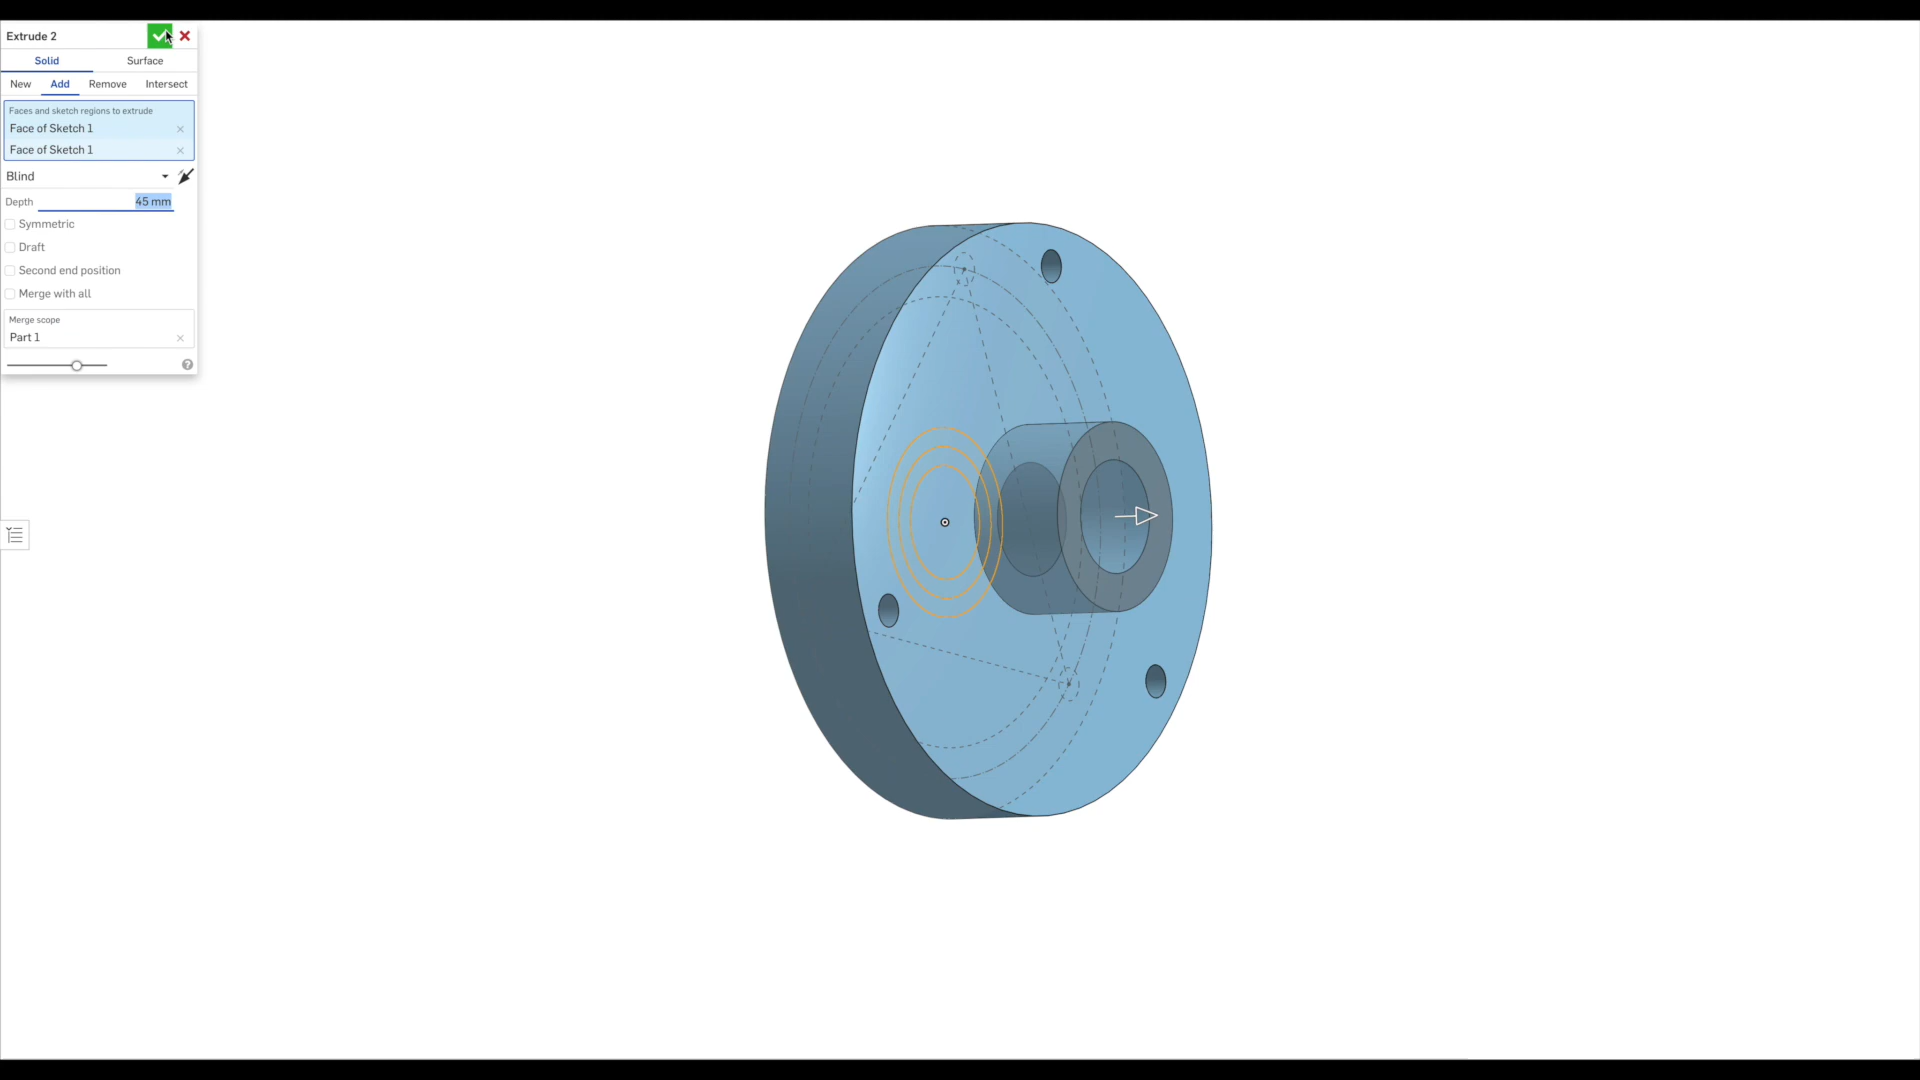 Extrude 2
Solid Surface
New Add Remove Intersect
Faces and sketch regions to extrude
Face of Sketch 1
Face of Sketch 1
Blind
Depth 45 mm
Symmetric
Draft
Second end position
Merge with all
Merge scope
Part 1